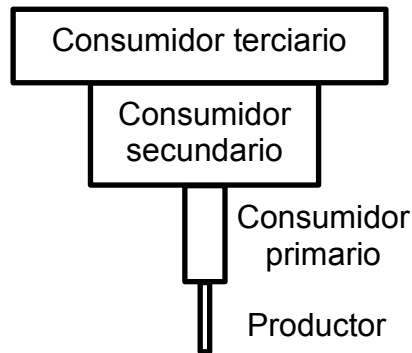 Consumidor terciario
Consumidor
secundario
Consumidor
primario
Productor